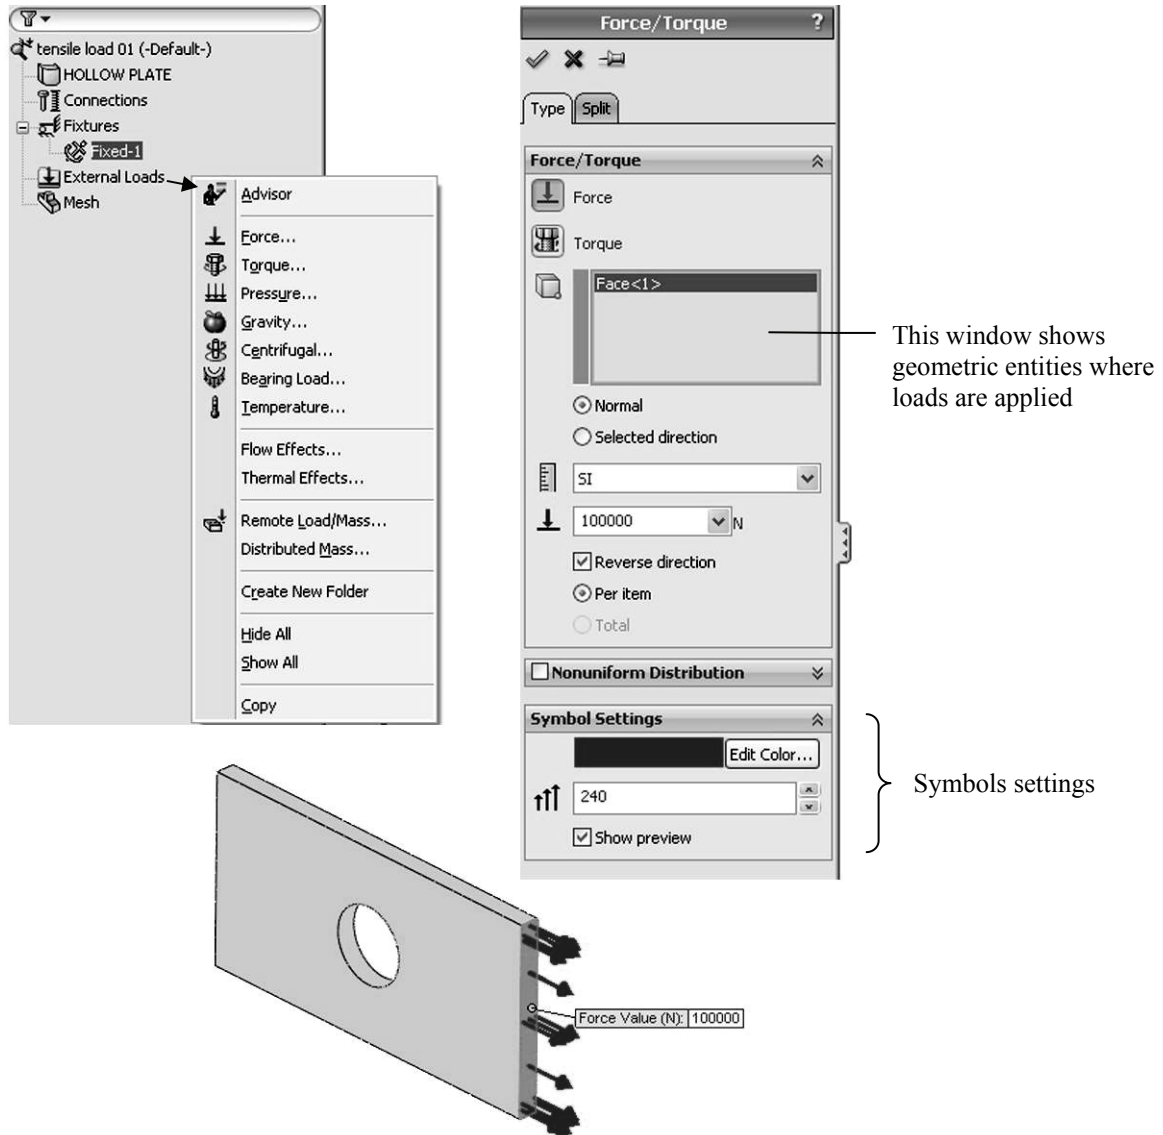 tensile load 01 (-Default-)
HOLLOW PLATE
Connections
Fixtures
Fixed-1
External Loads
Mesh
Advisor
Force...
Torque...
Pressure...
Gravity...
Centrifugal...
Bearing Load...
Temperature...
Flow Effects...
Thermal Effects...
Remote Load/Mass...
Distributed Mass...
Create New Folder
Hide All
Show All
Copy
Force/Torque ?
Type Split
Force/Torque
Force
Torque
Face<1>
Normal
Selected direction
SI
100000 N
Reverse direction
Per item
Total
Nonuniform Distribution
Symbol Settings
Edit Color...
240
Show preview
This window shows
geometric entities where
loads are applied
Symbols settings
Force Value (N): 100000